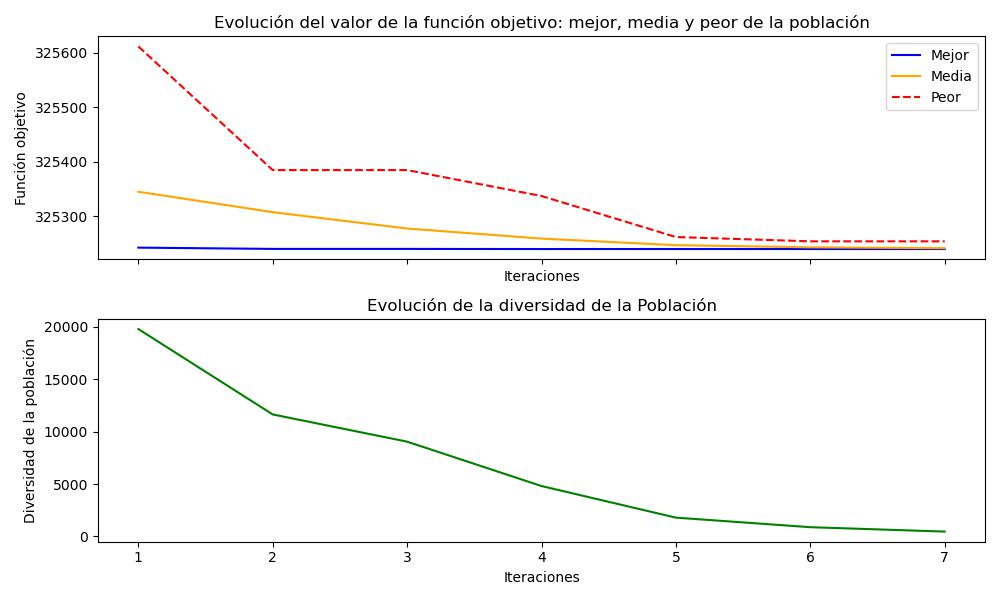 Evolución del valor de la función objetivo: mejor, media y peor de la población
Función objetivo
325600
325500
325400
325300
Mejor
Media
Peor
Iteraciones
Evolución de la diversidad de la Población
Diversidad de la población
20000
15000
10000
5000
0
1 2 3 4 5 6 7
Iteraciones